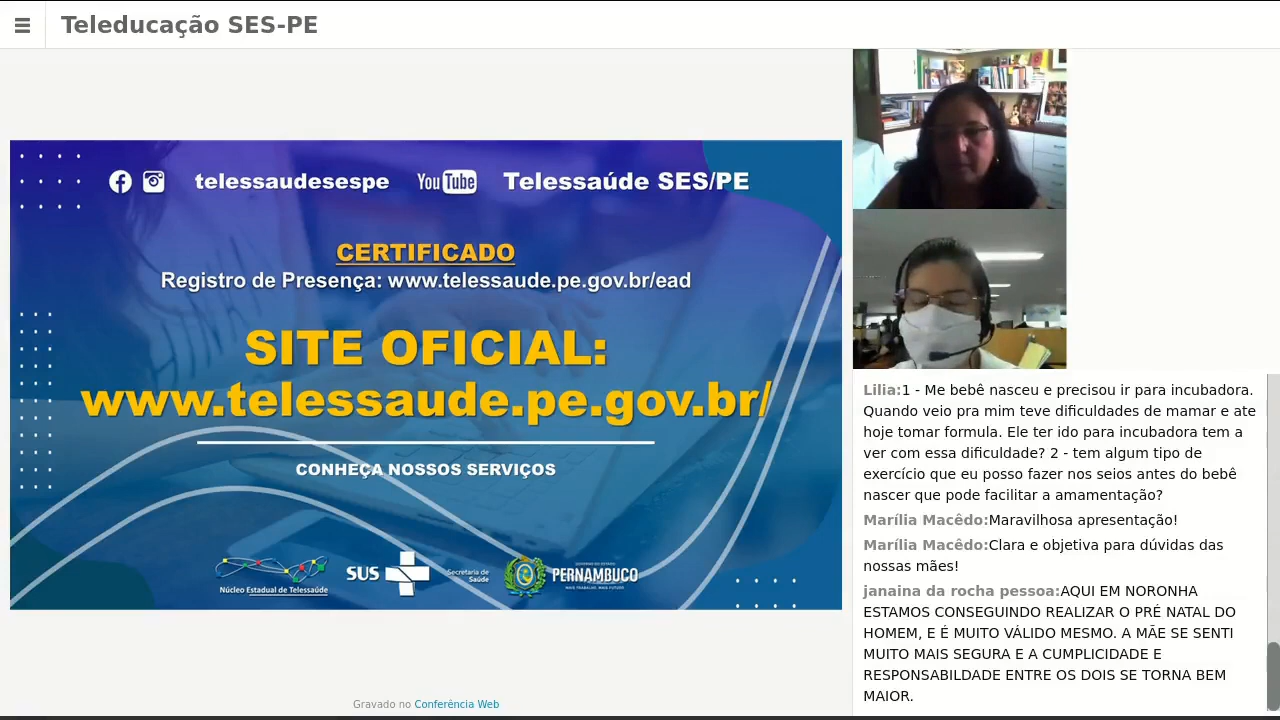 Teleducação SES-PE
telessaudesespe YouTube Telessaúde SES/PE
CERTIFICADO
Registro de Presença: www.telessaude.pe.gov.br/ead
SITE OFICIAL:
www.telessaude.pe.gov.br/
CONHEÇA NOSSOS SERVIÇOS
Núcleo Estadual de Telessaúde
SUS
Secretaria de
Saúde
GOVERNO DO ESTADO
PERNAMBUCO
MAIS TRABALHO, MAIS FUTURO
Gravado no Conferência Web
Lilia:1 - Me bebê nasceu e precisou ir para incubadora.
Quando veio pra mim teve dificuldades de mamar e ate
hoje tomar formula. Ele ter ido para incubadora tem a
ver com essa dificuldade? 2 - tem algum tipo de
exercício que eu posso fazer nos seios antes do bebê
nascer que pode facilitar a amamentação?
Marília Macêdo:Maravilhosa apresentação!
Marília Macêdo:Clara e objetiva para dúvidas das
nossas mães!
janaina da rocha pessoa:AQUI EM NORONHA
ESTAMOS CONSEGUINDO REALIZAR O PRÉ NATAL DO
HOMEM, E É MUITO VÁLIDO MESMO. A MÃE SE SENTI
MUITO MAIS SEGURA E A CUMPLICIDADE E
RESPONSABILDADE ENTRE OS DOIS SE TORNA BEM
MAIOR.